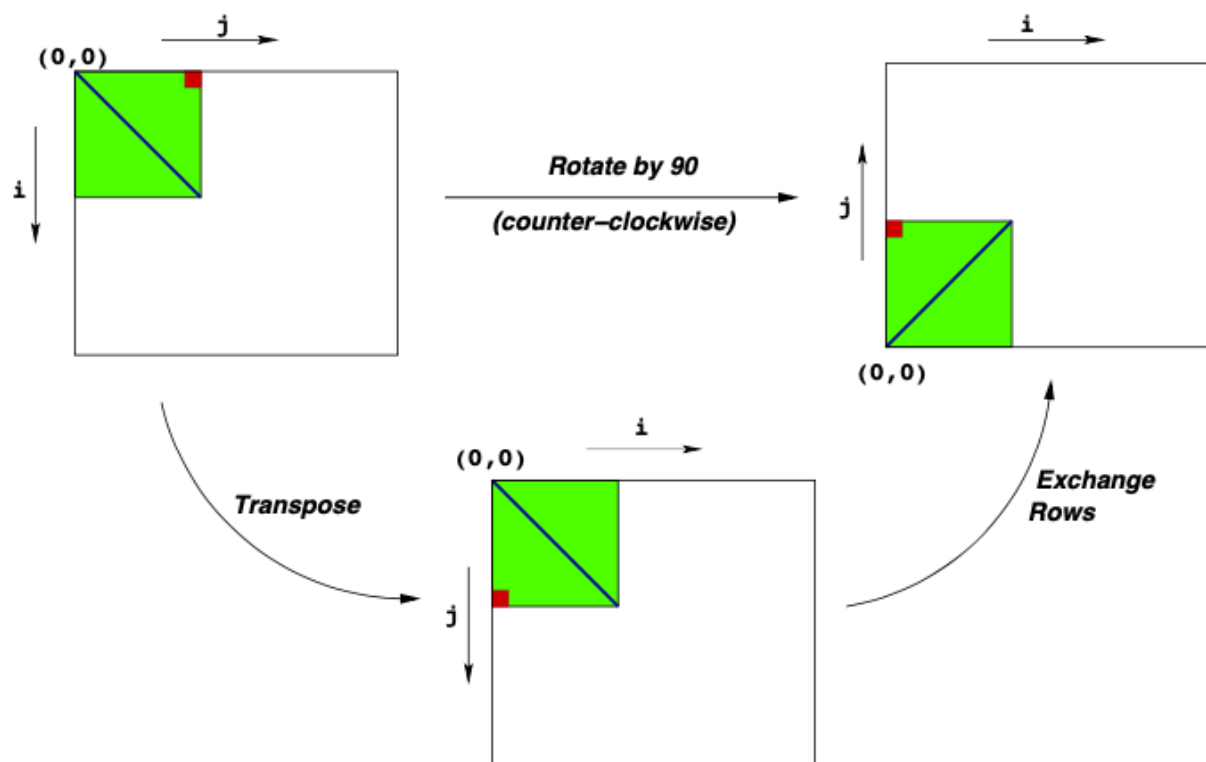 j
(0,0)
i
Rotate by 90
(counter−clockwise)
i
j
(0,0)
Transpose
i
(0,0)
j
Exchange
Rows